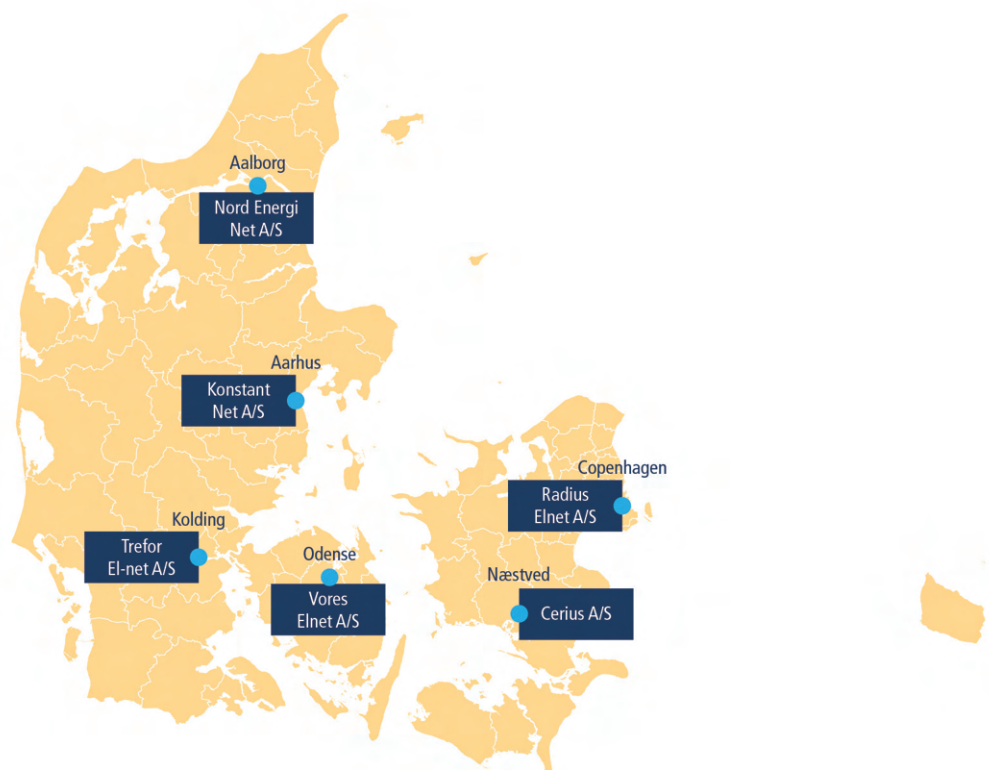 Aalborg
Nord Energi
Net A/S
Aarhus
Konstant
Net A/S
Copenhagen
Radius
Elnet A/S
Kolding
Trefor
El-net A/S
Odense
Vores
Elnet A/S
Næstved
Cerius A/S